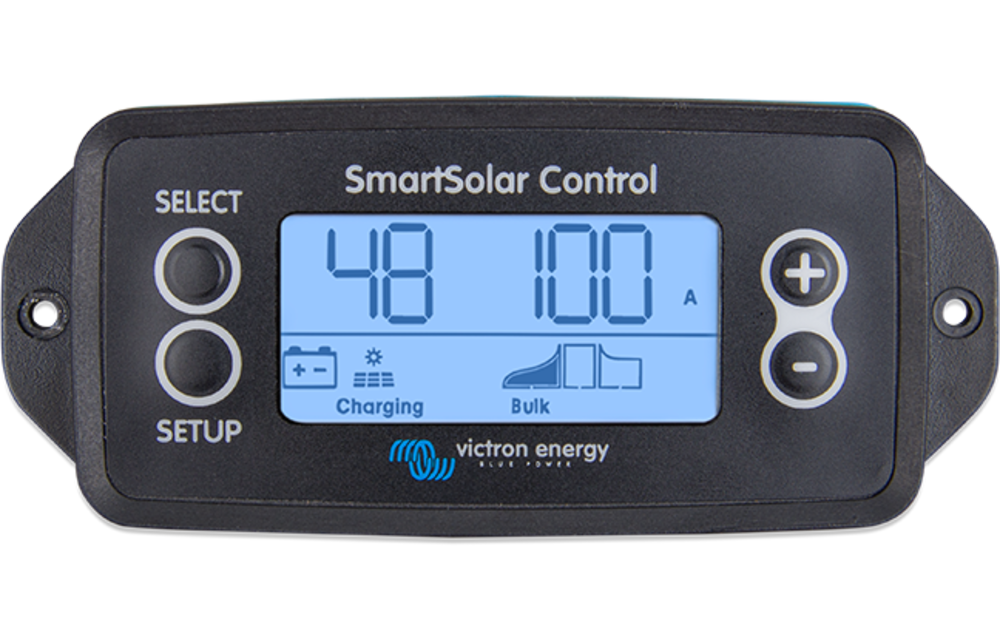 SmartSolar Control
SELECT
48 100 A
+
+ -
-
Charging Bulk
SETUP
victron energy
BLUE POWER